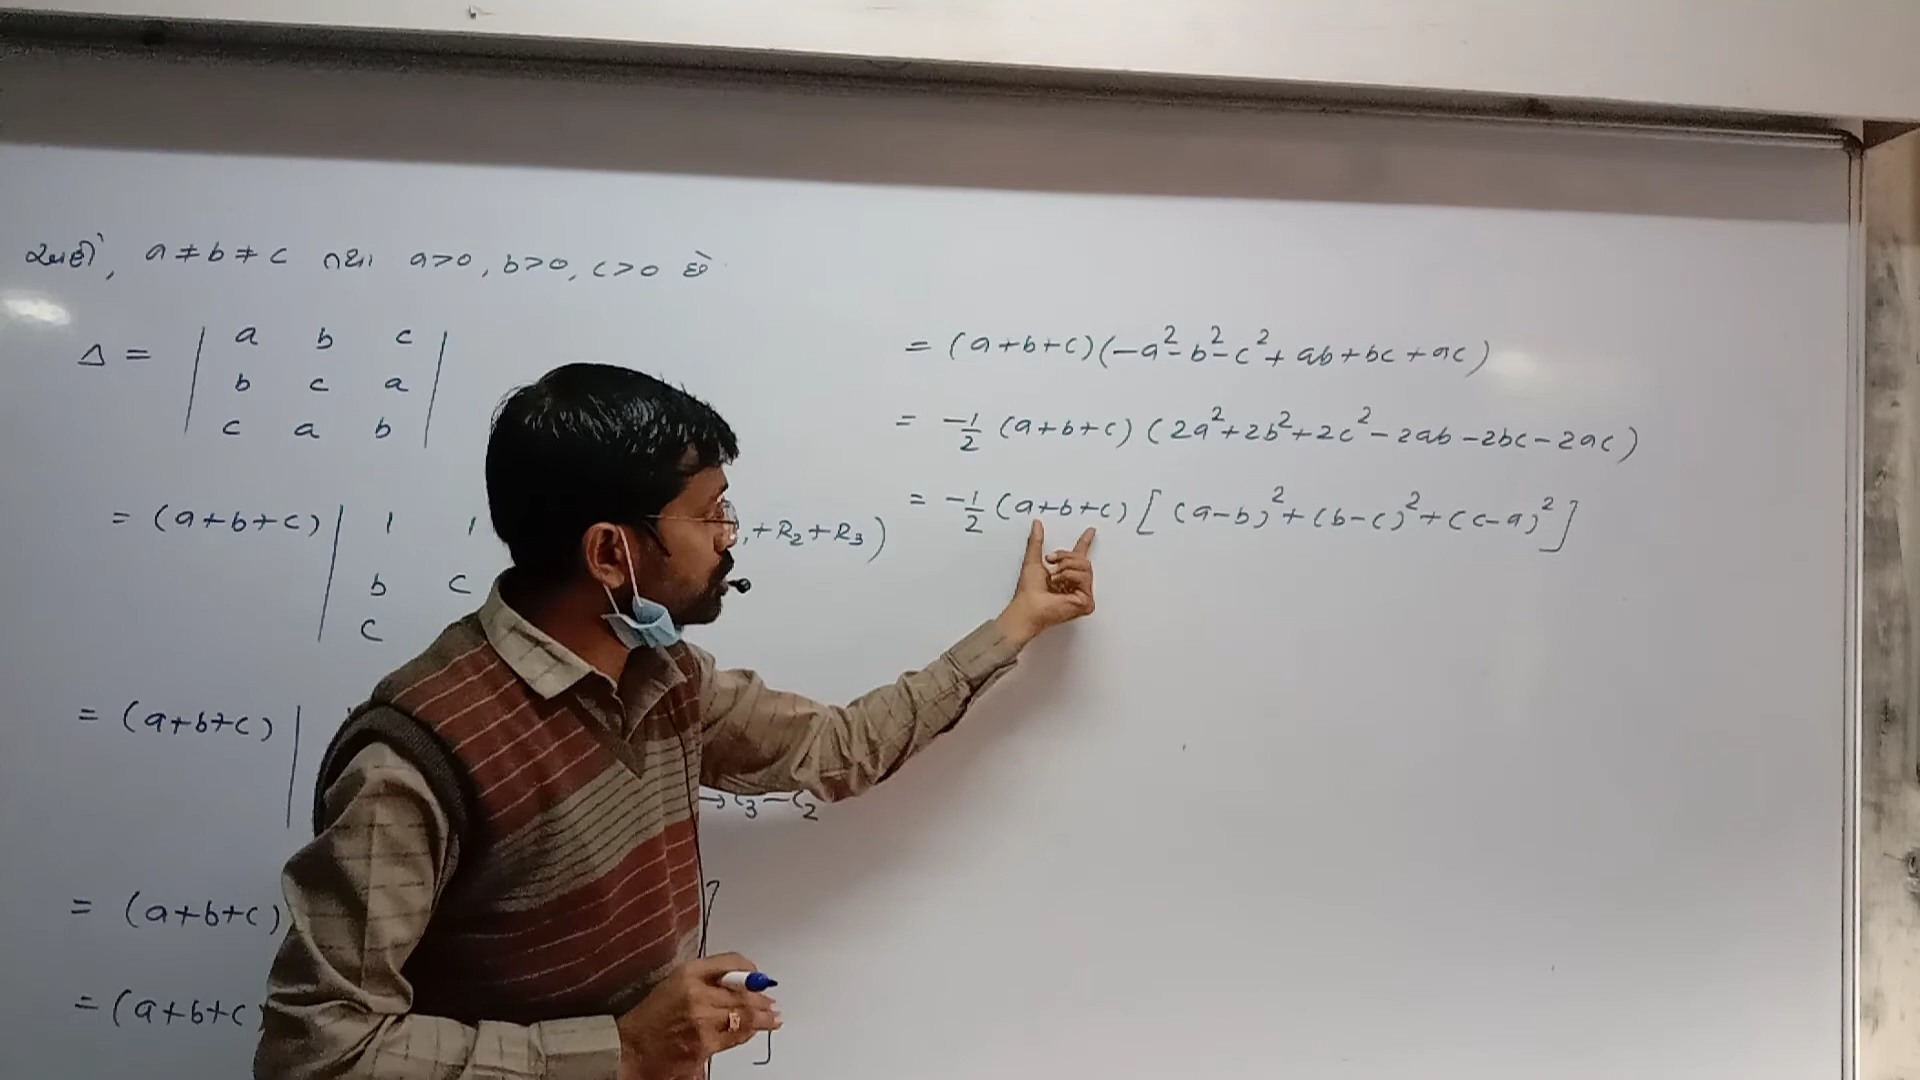 અહીં, a ≠ b ≠ c તથા a>0, b>0, c>0 છે
Δ = | a b c |
| b c a |
| c a b |
= (a+b+c) | 1 1
+R₂+R₃)
b c
c
= (a+b+c) |
→ C₃-C₂
= (a+b+c)
]
= (a+b+c)
]
= (a+b+c)(-a²-b²-c²+ab+bc+ac)
= -1/2 (a+b+c) (2a²+2b²+2c²-2ab-2bc-2ac)
= -1/2 (a+b+c) [(a-b)²+(b-c)²+(c-a)²]